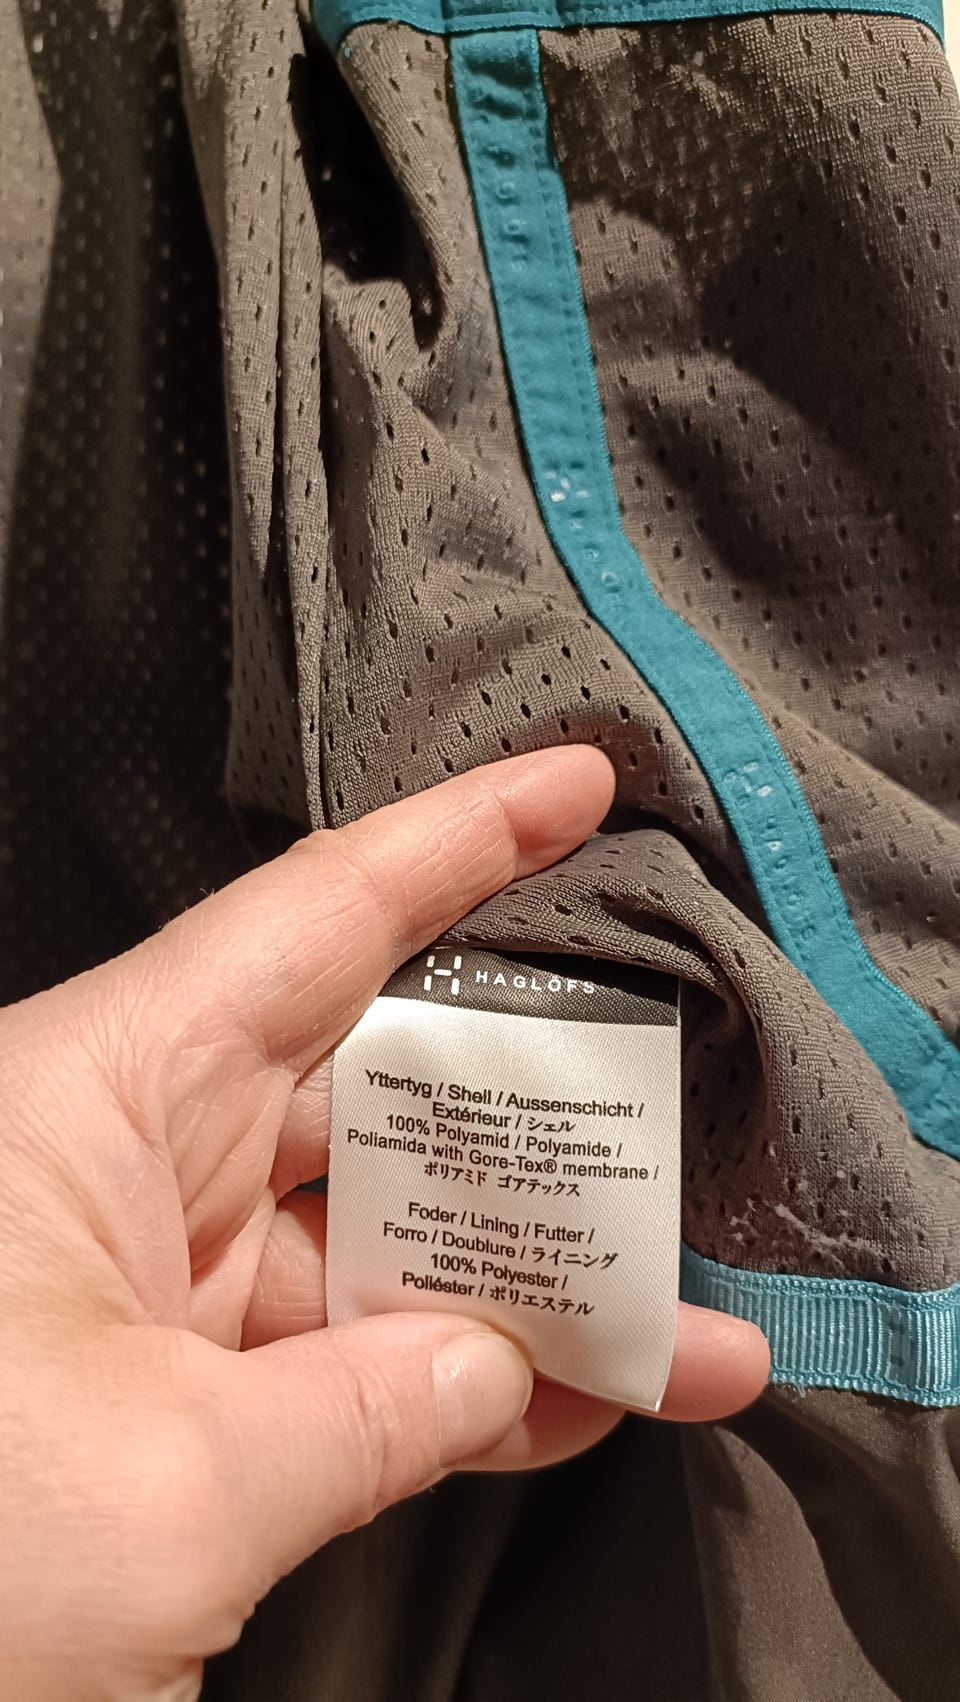 HAGLÖFS
Yttertyg / Shell / Aussenschicht /
Extérieur / シェル
100% Polyamid / Polyamide /
Poliamida with Gore-Tex® membrane /
ポリアミド ゴアテックス
Foder / Lining / Futter /
Forro / Doublure / ライニング
100% Polyester /
Poliéster / ポリエステル